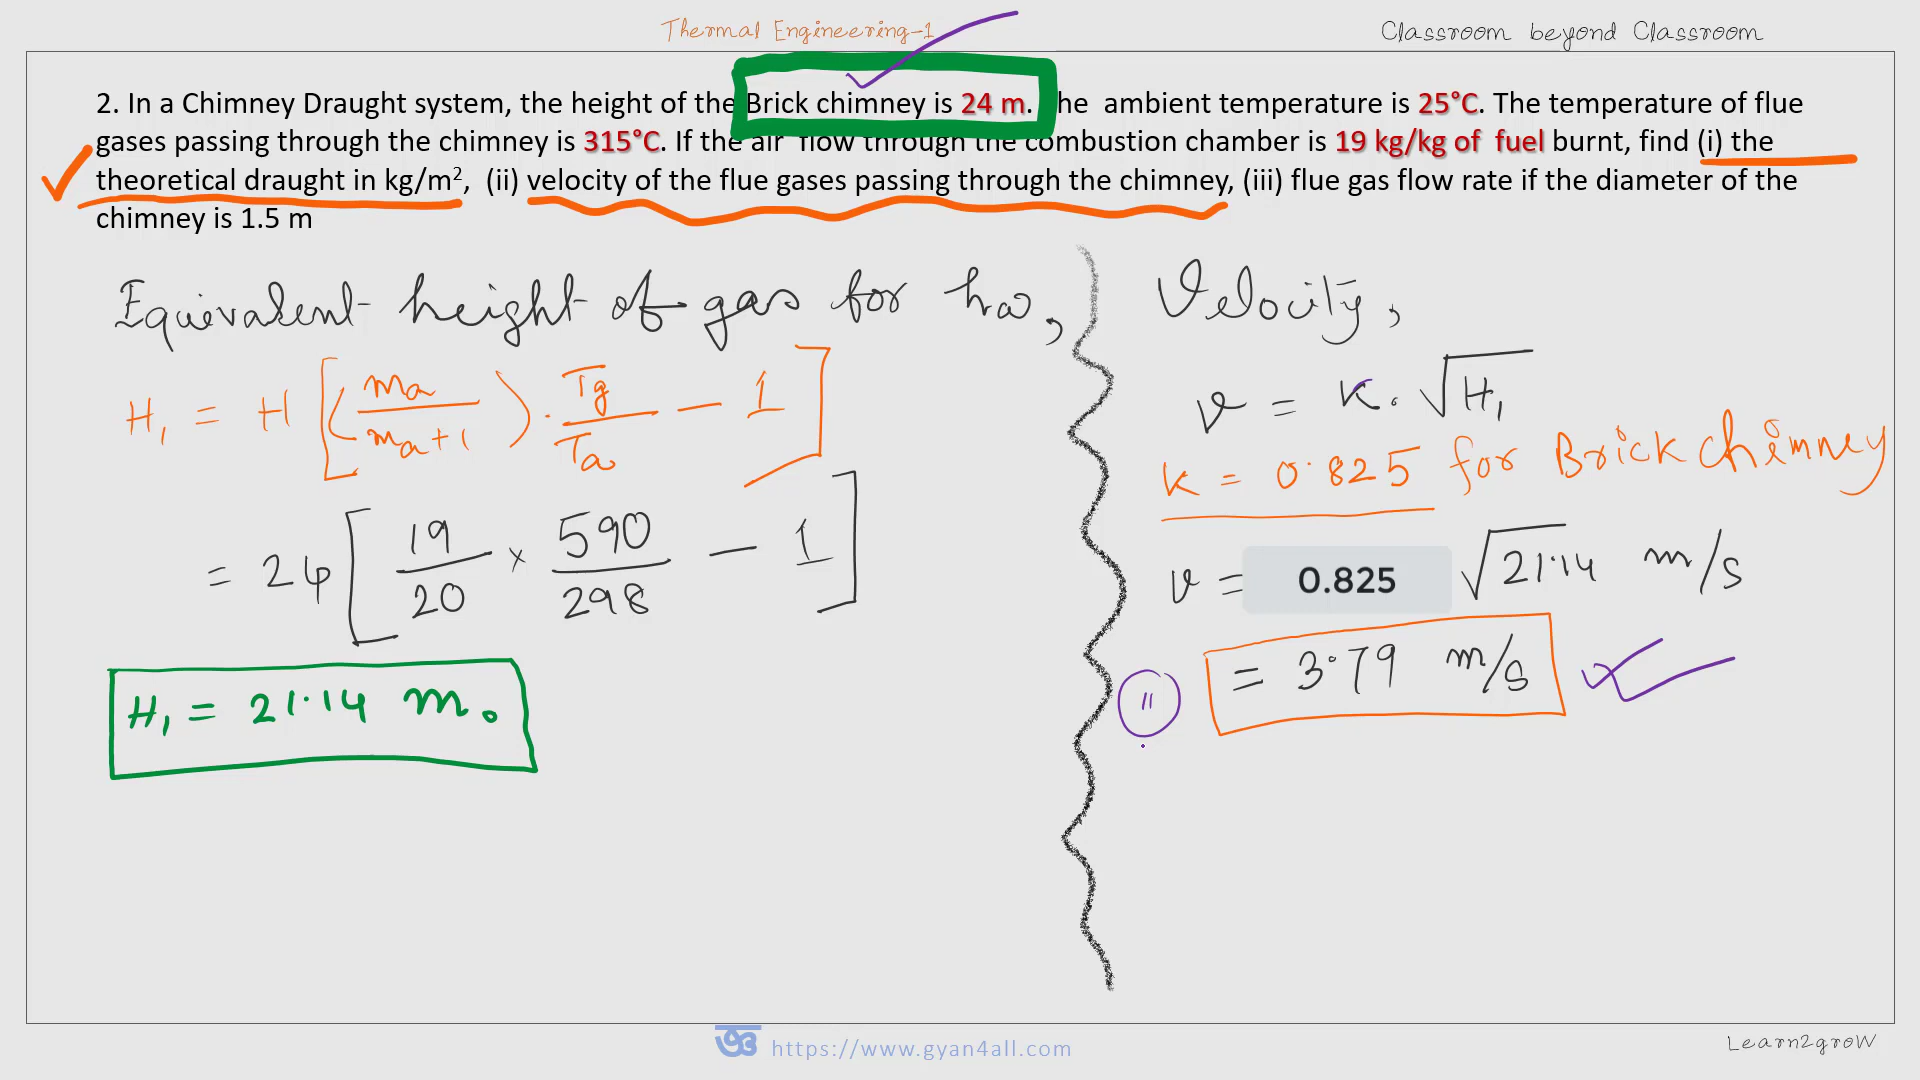 Thermal Engineering-1
Classroom beyond Classroom
2. In a Chimney Draught system, the height of the Brick chimney is 24 m. he ambient temperature is 25°C. The temperature of flue
gases passing through the chimney is 315°C. If the air flow through the combustion chamber is 19 kg/kg of fuel burnt, find (i) the
theoretical draught in kg/m², (ii) velocity of the flue gases passing through the chimney, (iii) flue gas flow rate if the diameter of the
chimney is 1.5 m
Equivalent height of gas for hw,
H₁ = H [(ma/ma+1) · Tg/Ta − 1]
= 24 [19/20 × 590/298 − 1]
H₁ = 21.14 m.
Velocity,
v = K. √H₁
K = 0.825 for Brick chimney
v = 0.825 √21.14 m/s
= 3.79 m/s
ii
https://www.gyan4all.com
Learn2groW